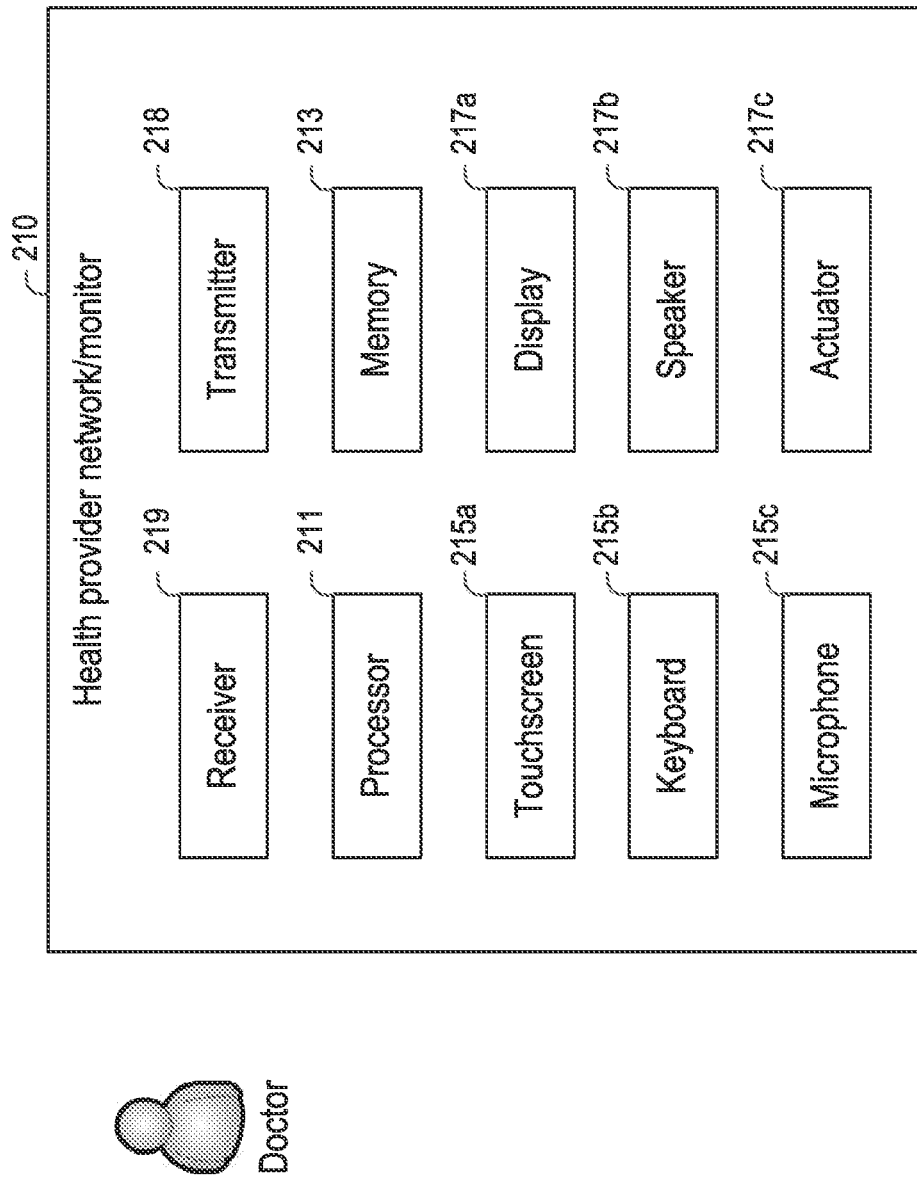 210
Health provider network/monitor
219
218
Receiver
Transmitter
211
213
Processor
Memory
215a
217a
Touchscreen
Display
215b
217b
Keyboard
Speaker
215c
217c
Microphone
Actuator
Doctor